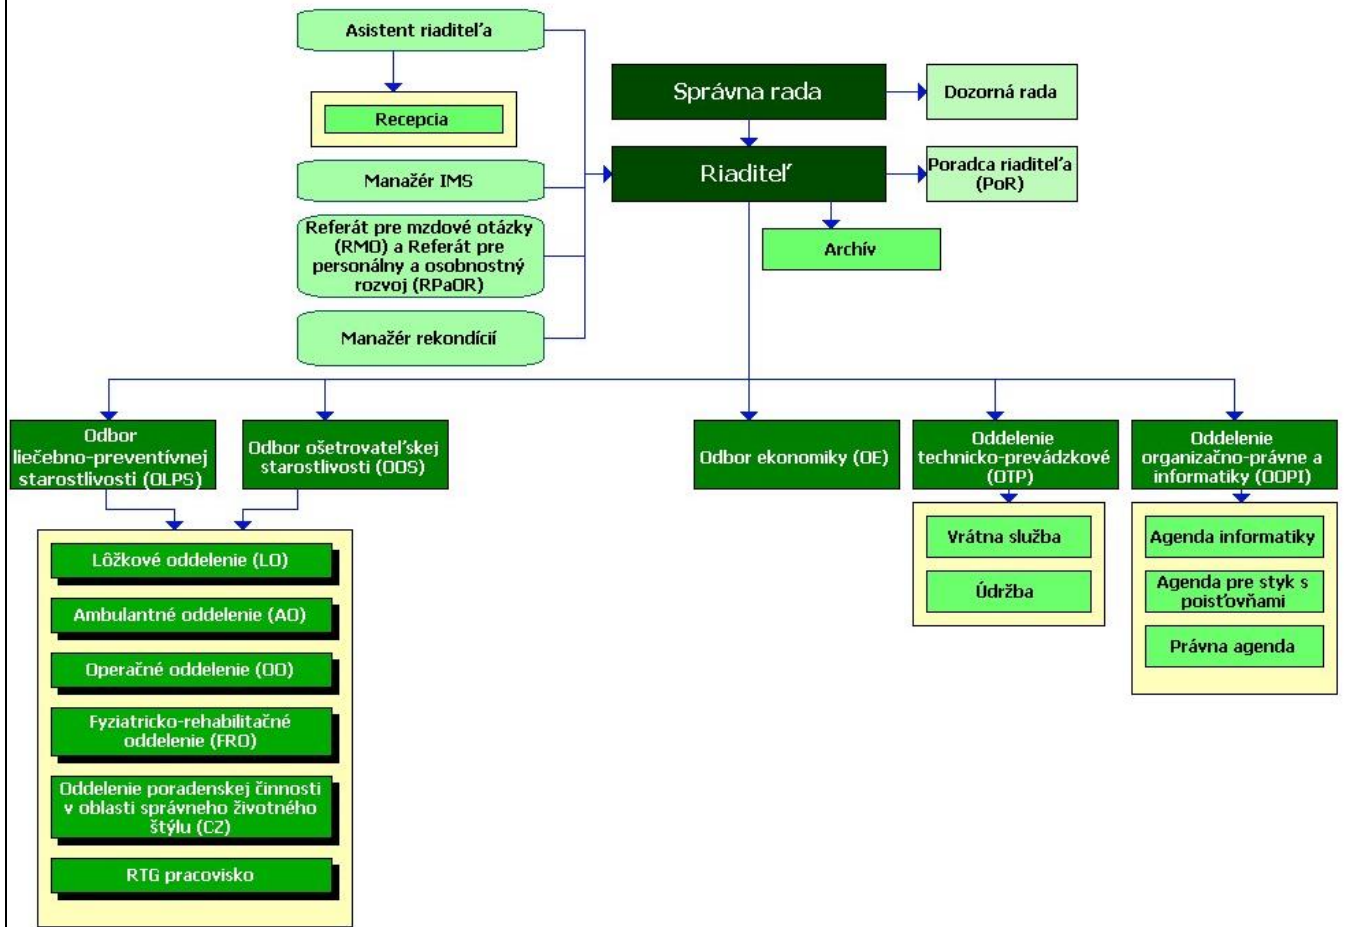 Asistent riaditeľa
Recepcia
Správna rada
Dozorná rada
Manažér IMS
Riaditeľ
Poradca riaditeľa
(PoR)
Referát pre mzdové otázky
(RMO) a Referát pre
personálny a osobnostný
rozvoj (RPaOR)
Archív
Manažér rekondícií
Odbor
liečebno-preventívnej
starostlivosti (OLPS)
Odbor ošetrovateľskej
starostlivosti (OOS)
Odbor ekonomiky (OE)
Oddelenie
technicko-prevádzkové
(OTP)
Oddelenie
organizačno-právne a
informatiky (OOPI)
Lôžkové oddelenie (LO)
Ambulantné oddelenie (AO)
Operačné oddelenie (OO)
Fyziatricko-rehabilitačné
oddelenie (FRO)
Oddelenie poradenskej činnosti
v oblasti správneho životného
štýlu (CZ)
RTG pracovisko
Vrátna služba
Údržba
Agenda informatiky
Agenda pre styk s
poisťovňami
Právna agenda